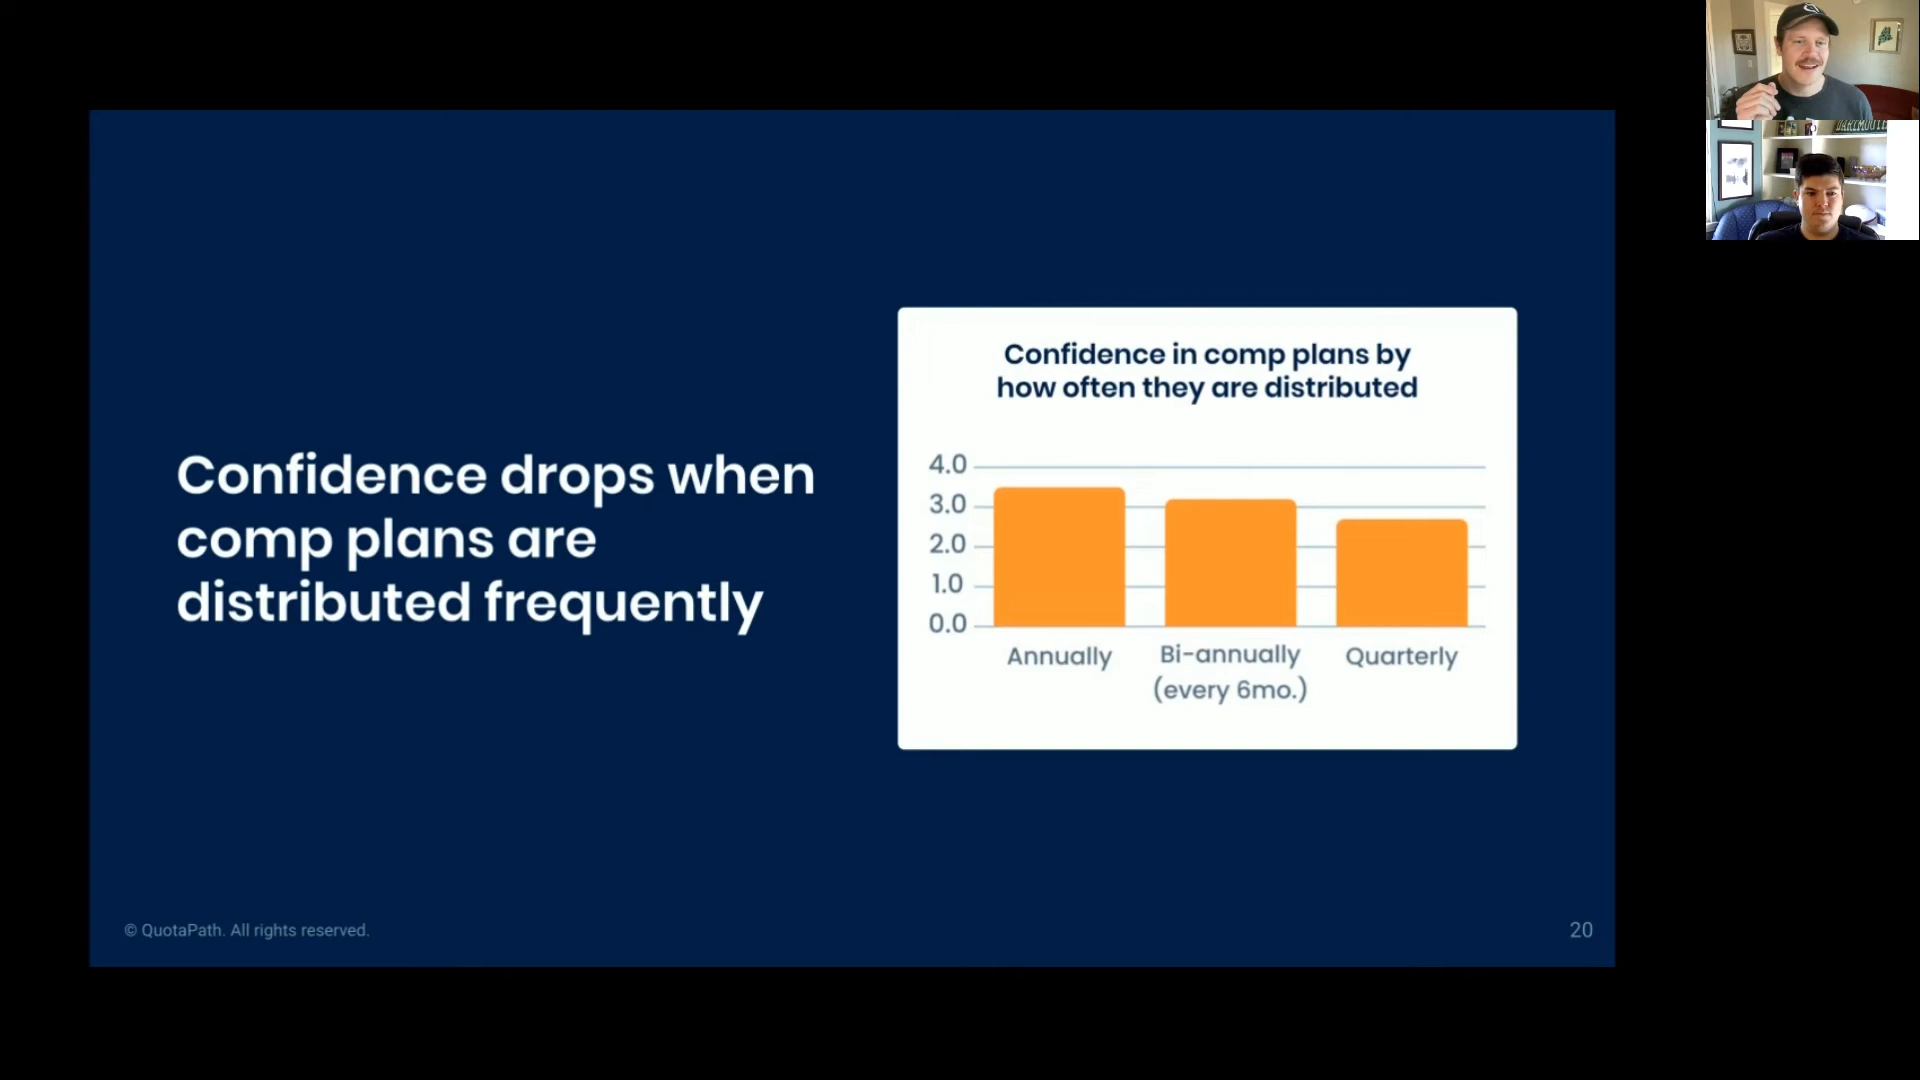 Confidence drops when
comp plans are
distributed frequently
Confidence in comp plans by
how often they are distributed
4.0
3.0
2.0
1.0
0.0
Annually
Bi-annually
(every 6mo.)
Quarterly
© QuotaPath. All rights reserved.
20
DARTMOUTH